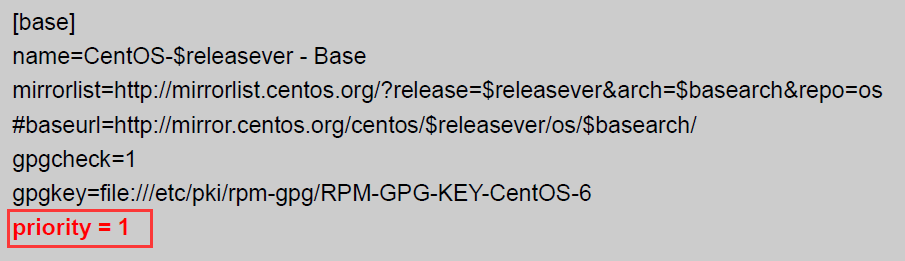 [base]
name=CentOS-$releasever - Base
mirrorlist=http://mirrorlist.centos.org/?release=$releasever&arch=$basearch&repo=os
#baseurl=http://mirror.centos.org/centos/$releasever/os/$basearch/
gpgcheck=1
gpgkey=file:///etc/pki/rpm-gpg/RPM-GPG-KEY-CentOS-6
priority = 1